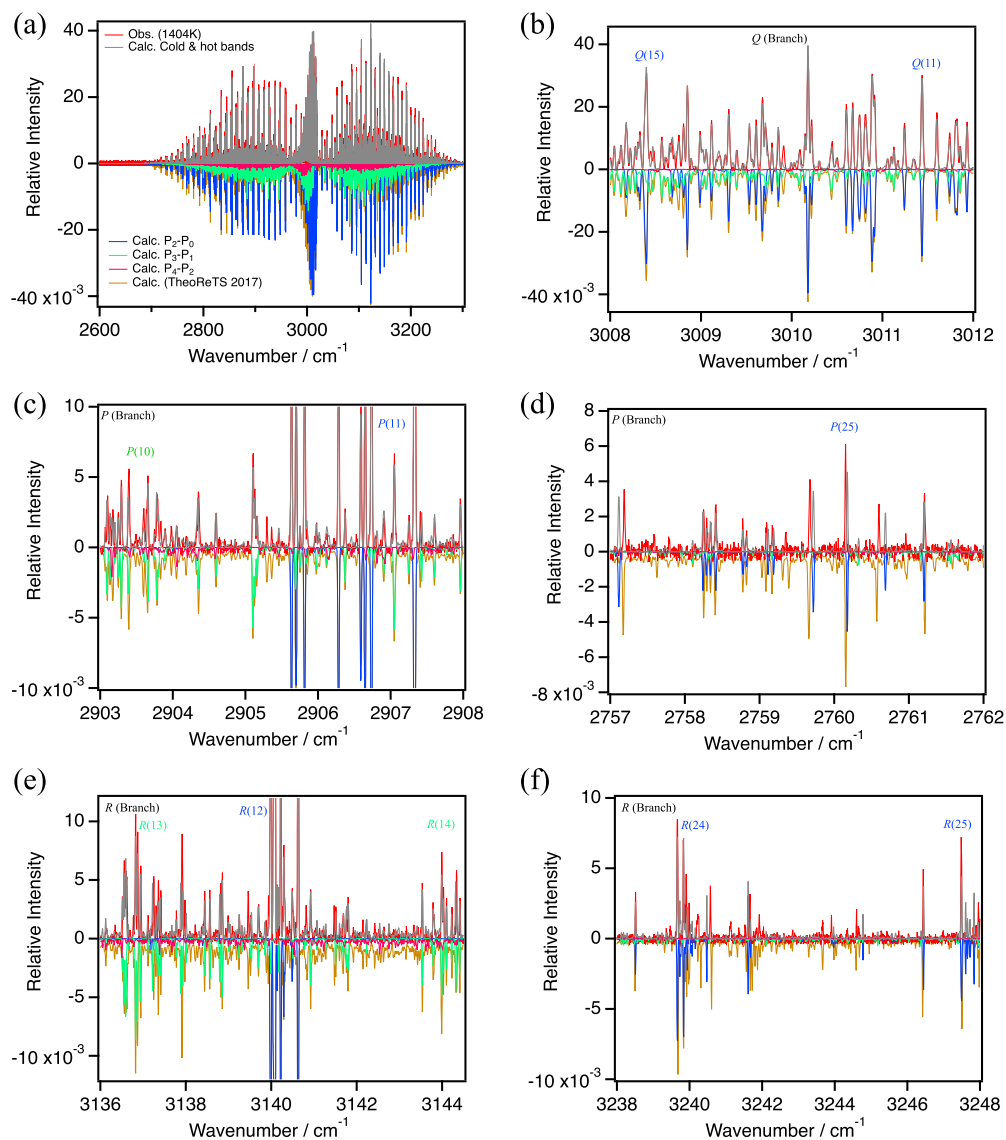 (a)
Obs. (1404K)
Calc. Cold & hot bands
Calc. P2-P0
Calc. P3-P1
Calc. P4-P2
Calc. (TheoReTS 2017)
40
20
0
-20
-40 x10-3
Relative Intensity
2600 2800 3000 3200
Wavenumber / cm-1
(b)
Q (Branch)
Q(15)
Q(11)
40
20
0
-20
-40 x10-3
Relative Intensity
3008 3009 3010 3011 3012
Wavenumber / cm-1
(c)
P (Branch)
P(10)
P(11)
10
5
0
-5
-10 x10-3
Relative Intensity
2903 2904 2905 2906 2907 2908
Wavenumber / cm-1
(d)
P (Branch)
P(25)
8
6
4
2
0
-2
-4
-6
-8 x10-3
Relative Intensity
2757 2758 2759 2760 2761 2762
Wavenumber / cm-1
(e)
R (Branch)
R(13)
R(12)
R(14)
10
5
0
-5
-10 x10-3
Relative Intensity
3136 3138 3140 3142 3144
Wavenumber / cm-1
(f)
R (Branch)
R(24)
R(25)
10
5
0
-5
-10 x10-3
Relative Intensity
3238 3240 3242 3244 3246 3248
Wavenumber / cm-1